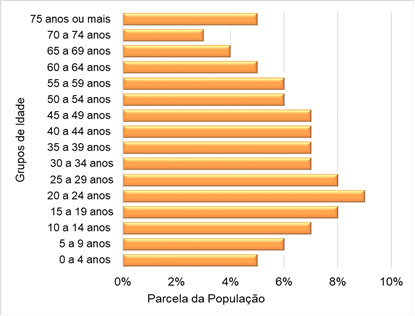 75 anos ou mais
70 a 74 anos
65 a 69 anos
60 a 64 anos
55 a 59 anos
50 a 54 anos
45 a 49 anos
40 a 44 anos
35 a 39 anos
30 a 34 anos
25 a 29 anos
20 a 24 anos
15 a 19 anos
10 a 14 anos
5 a 9 anos
0 a 4 anos
Grupos de Idade
0% 2% 4% 6% 8% 10%
Parcela da População